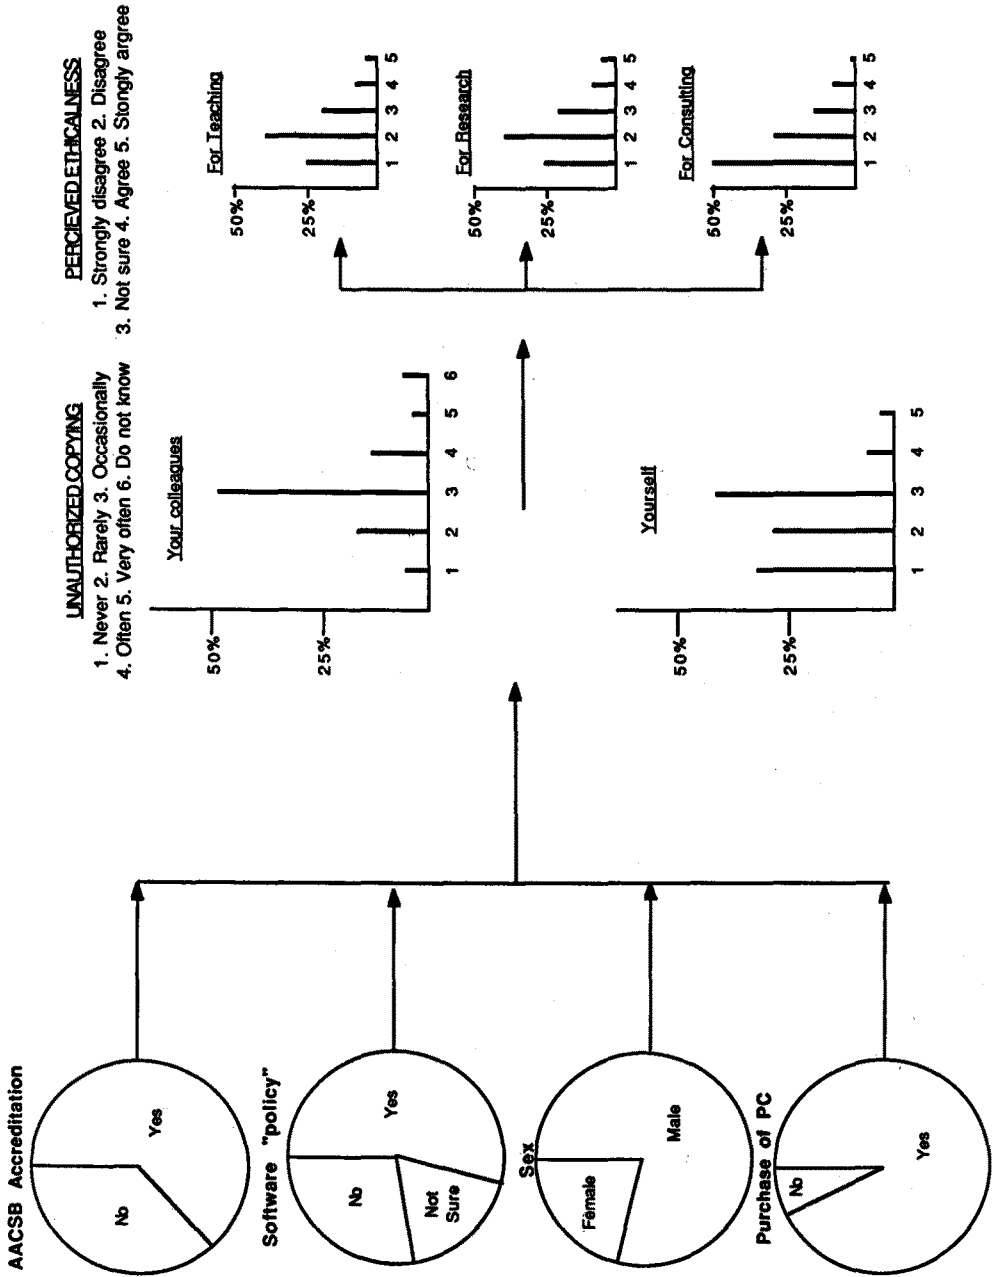 AACSB Accreditation
No
Yes
Software "policy"
No
Yes
Not
Sure
Sex
Female
Male
Purchase of PC
No
Yes
UNAUTHORIZED COPYING
1. Never 2. Rarely 3. Occasionally
4. Often 5. Very often 6. Do not know
Your colleagues
50%
25%
1 2 3 4 5 6
Yourself
50%
25%
1 2 3 4 5
PERCIEVED ETHICALNESS
1. Strongly disagree 2. Disagree
3. Not sure 4. Agree 5. Stongly argree
For Teaching
50%
25%
1 2 3 4 5
For Research
50%
25%
1 2 3 4 5
For Consulting
50%
25%
1 2 3 4 5